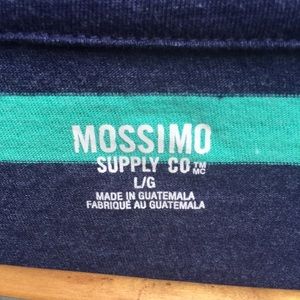 MOSSIMO
SUPPLY CO TM MC
L/G
MADE IN GUATEMALA
FABRIQUÉ AU GUATEMALA